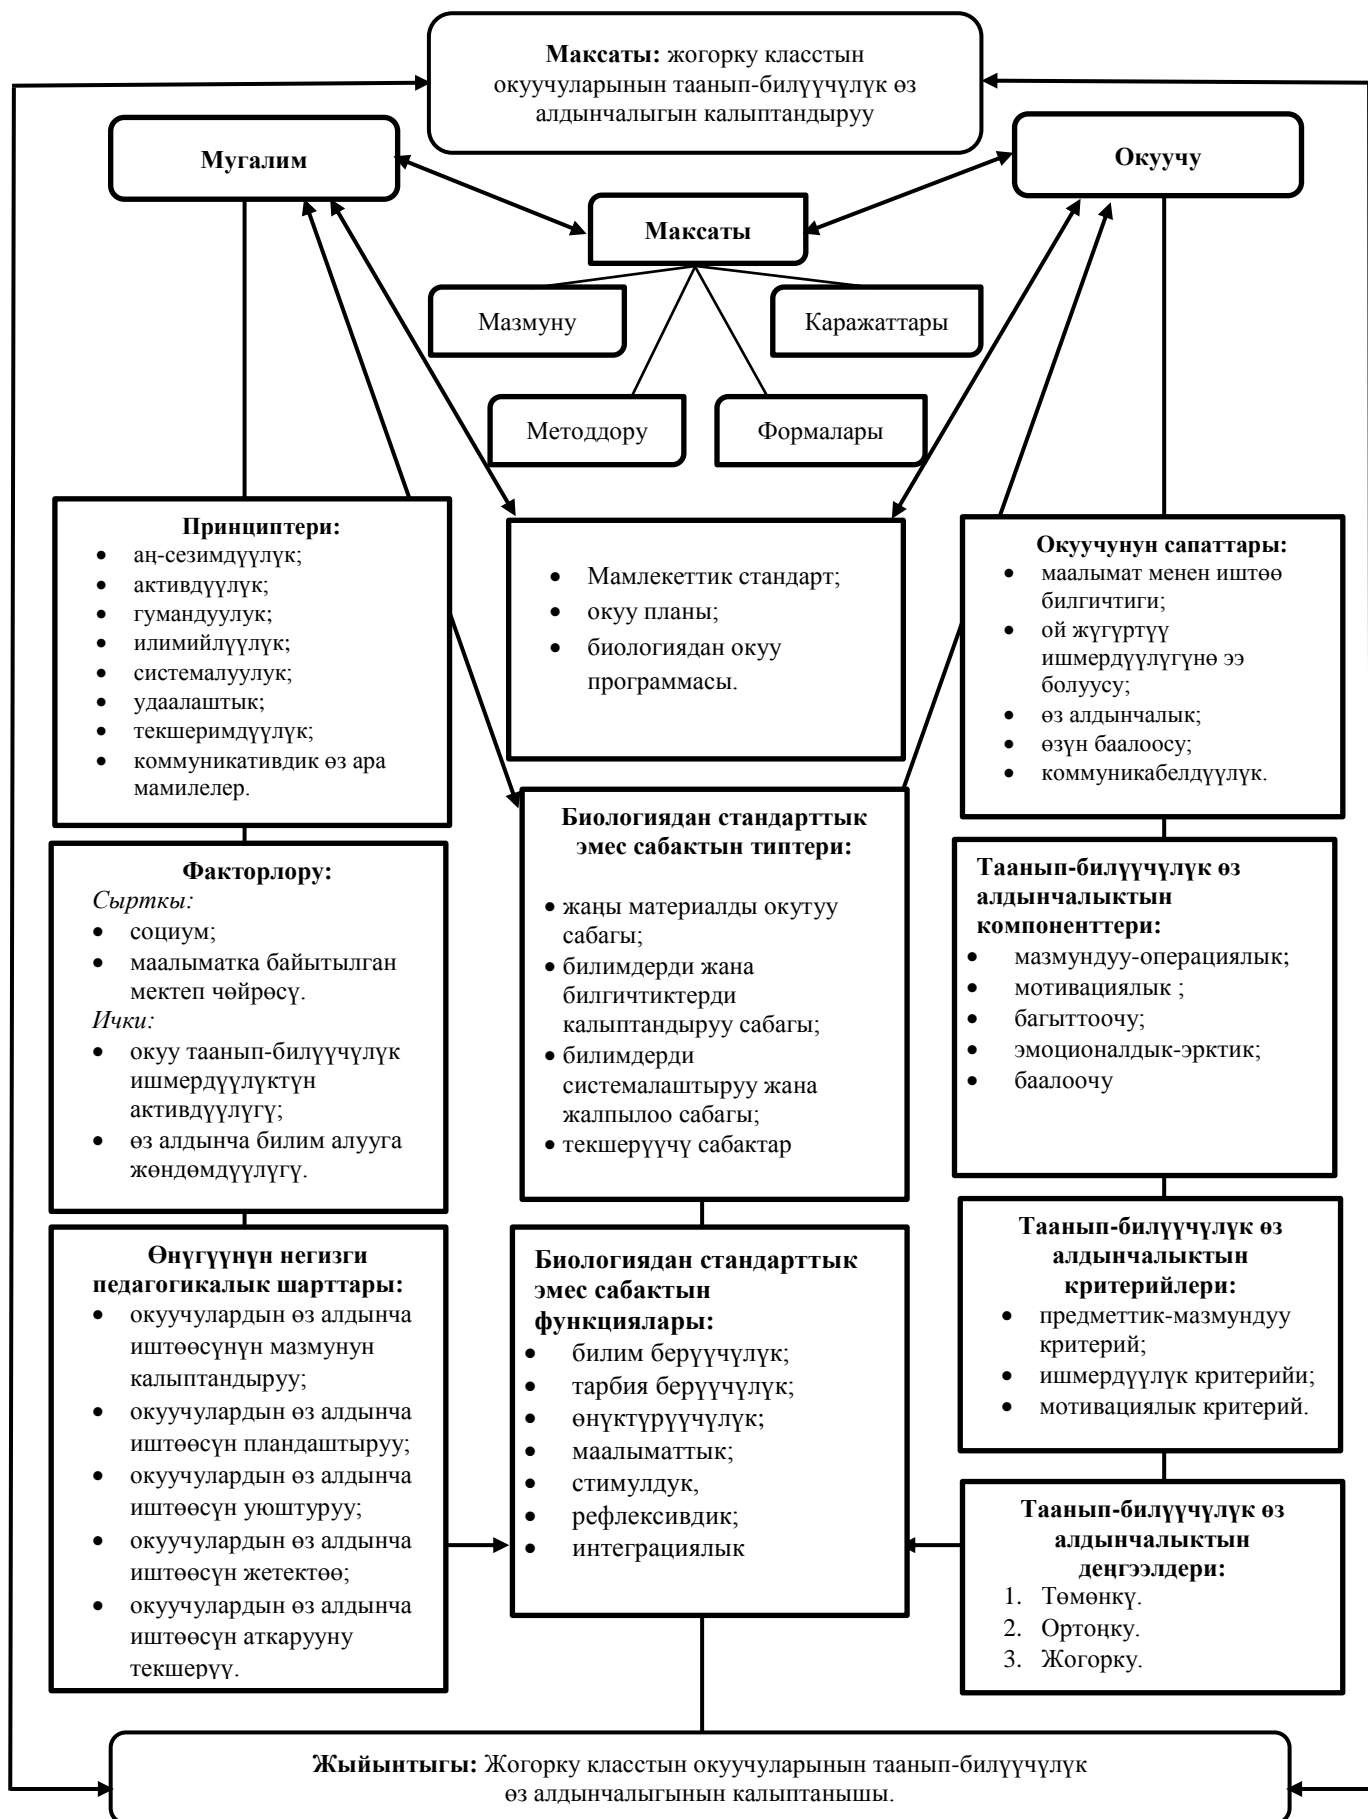 Максаты: жогорку класстын
окуучуларынын таанып-билүүчүлүк өз
алдынчалыгын калыптандыруу
Мугалим
Окуучу
Максаты
Мазмуну
Каражаттары
Методдору
Формалары
Принциптери:
• аң-сезимдүүлүк;
• активдүүлүк;
• гумандуулук;
• илимийлүүлүк;
• системалуулук;
• удаалаштык;
• текшеримдүүлүк;
• коммуникативдик өз ара
мамилелер.
• Мамлекеттик стандарт;
• окуу планы;
• биологиядан окуу
программасы.
Окуучунун сапаттары:
• маалымат менен иштөө
билгичтиги;
• ой жүгүртүү
ишмердүүлүгүнө ээ
болуусу;
• өз алдынчалык;
• өзүн баалоосу;
• коммуникабелдүүлүк.
Факторлору:
Сырткы:
• социум;
• маалыматка байытылган
мектеп чөйрөсү.
Ички:
• окуу таанып-билүүчүлүк
ишмердүүлүктүн
активдүүлүгү;
• өз алдынча билим алууга
жөндөмдүүлүгү.
Биологиядан стандарттык
эмес сабактын типтери:
• жаңы материалды окутуу
сабагы;
• билимдерди жана
билгичтиктерди
калыптандыруу сабагы;
• билимдерди
системалаштыруу жана
жалпылоо сабагы;
• текшерүүчү сабактар
Таанып-билүүчүлүк өз
алдынчалыктын
компоненттери:
• мазмундуу-операциялык;
• мотивациялык ;
• багыттоочу;
• эмоционалдык-эрктик;
• баалоочу
Өнүгүүнүн негизги
педагогикалык шарттары:
• окуучулардын өз алдынча
иштөөсүнүн мазмунун
калыптандыруу;
• окуучулардын өз алдынча
иштөөсүн пландаштыруу;
• окуучулардын өз алдынча
иштөөсүн уюштуруу;
• окуучулардын өз алдынча
иштөөсүн жетектөө;
• окуучулардын өз алдынча
иштөөсүн аткарууну
текшерүү.
Биологиядан стандарттык
эмес сабактын
функциялары:
• билим берүүчүлүк;
• тарбия берүүчүлүк;
• өнүктүрүүчүлүк;
• маалыматтык;
• стимулдук,
• рефлексивдик;
• интеграциялык
Таанып-билүүчүлүк өз
алдынчалыктын
критерийлери:
• предметтик-мазмундуу
критерий;
• ишмердүүлүк критерийи;
• мотивациялык критерий.
Таанып-билүүчүлүк өз
алдынчалыктын
деңгээлдери:
1. Төмөнкү.
2. Ортоңку.
3. Жогорку.
Жыйынтыгы: Жогорку класстын окуучуларынын таанып-билүүчүлүк
өз алдынчалыгынын калыптанышы.